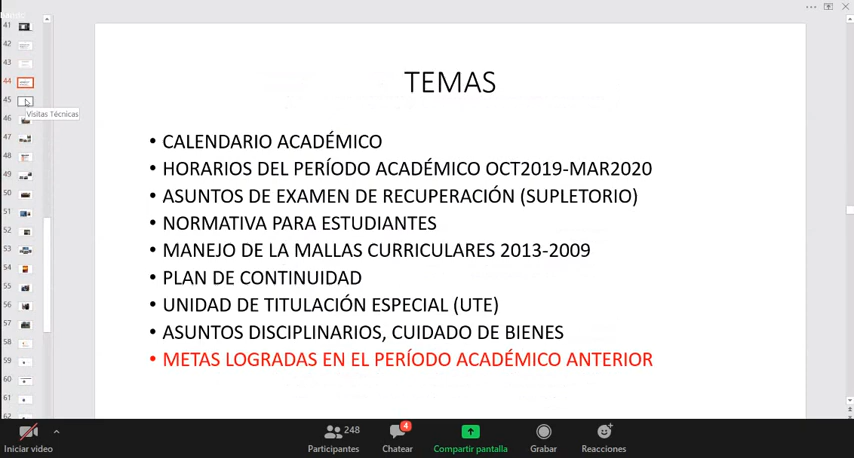 41
42
43
44
45
Visitas Técnicas
46
47
48
49
50
51
52
53
54
55
56
57
58
59
60
61
62
TEMAS
• CALENDARIO ACADÉMICO
• HORARIOS DEL PERÍODO ACADÉMICO OCT2019-MAR2020
• ASUNTOS DE EXAMEN DE RECUPERACIÓN (SUPLETORIO)
• NORMATIVA PARA ESTUDIANTES
• MANEJO DE LA MALLAS CURRICULARES 2013-2009
• PLAN DE CONTINUIDAD
• UNIDAD DE TITULACIÓN ESPECIAL (UTE)
• ASUNTOS DISCIPLINARIOS, CUIDADO DE BIENES
• METAS LOGRADAS EN EL PERÍODO ACADÉMICO ANTERIOR
248
4
Iniciar video
Participantes
Chatear
Compartir pantalla
Grabar
Reacciones